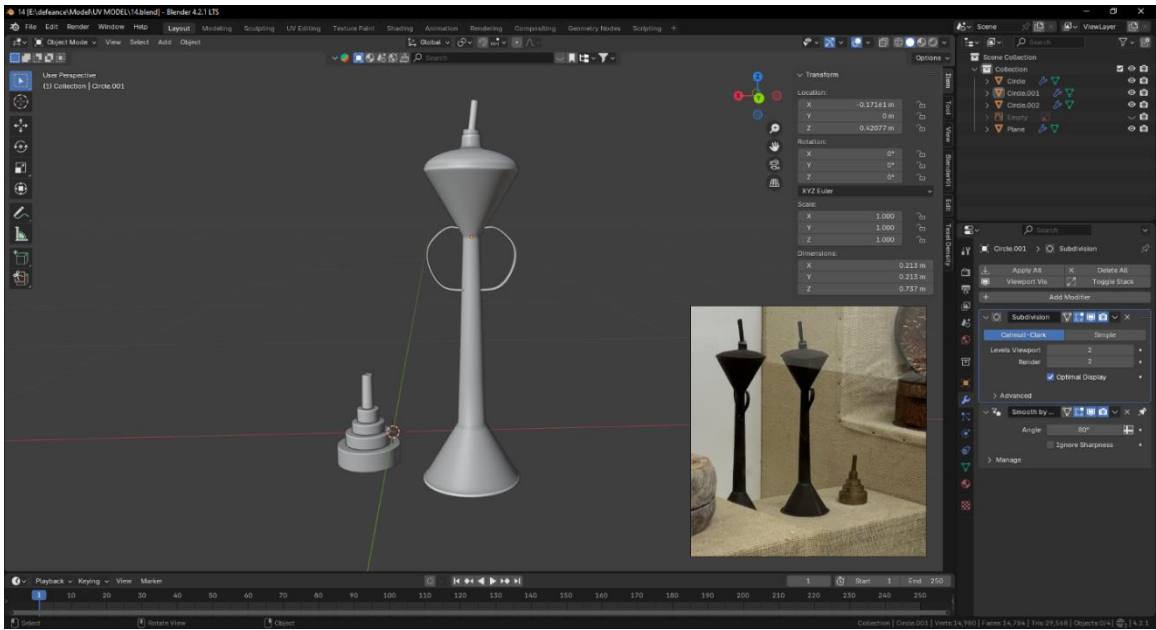 14 [E:\defeance\Model\UV MODEL\14.blend] - Blender 4.2.1 LTS
File Edit Render Window Help Layout Modeling Sculpting UV Editing Texture Paint Shading Animation Rendering Compositing Geometry Nodes Scripting + Scene ViewLayer
Object Mode View Select Add Object Global Search
Search Options
User Perspective
(1) Collection | Circle.001
Z
X
Y
Transform
Location:
X -0.17161 m
Y 0 m
Z 0.42077 m
Rotation:
X 0°
Y 0°
Z 0°
XYZ Euler
Scale:
X 1.000
Y 1.000
Z 1.000
Dimensions:
X 0.213 m
Y 0.213 m
Z 0.737 m
Item
Tool
View
BlenderKit
Edit
Texel Density
Scene Collection
Collection
Circle
Circle.001
Circle.002
Empty
Plane
Search
Circle.001 > Subdivision
Apply All Delete All
Viewport Vis Toggle Stack
+ Add Modifier
Subdivision
Catmull-Clark Simple
Levels Viewport 2
Render 2
Optimal Display
Advanced
Smooth by ...
Angle 80°
Ignore Sharpness
Manage
Playback Keying View Marker 1 Start 1 End 250
1 10 20 30 40 50 60 70 80 90 100 110 120 130 140 150 160 170 180 190 200 210 220 230 240 250
Select Rotate View Object Collection | Circle.001 | Verts:14,980 | Faces:14,784 | Tris:29,568 | Objects:0/4 | 4.2.1